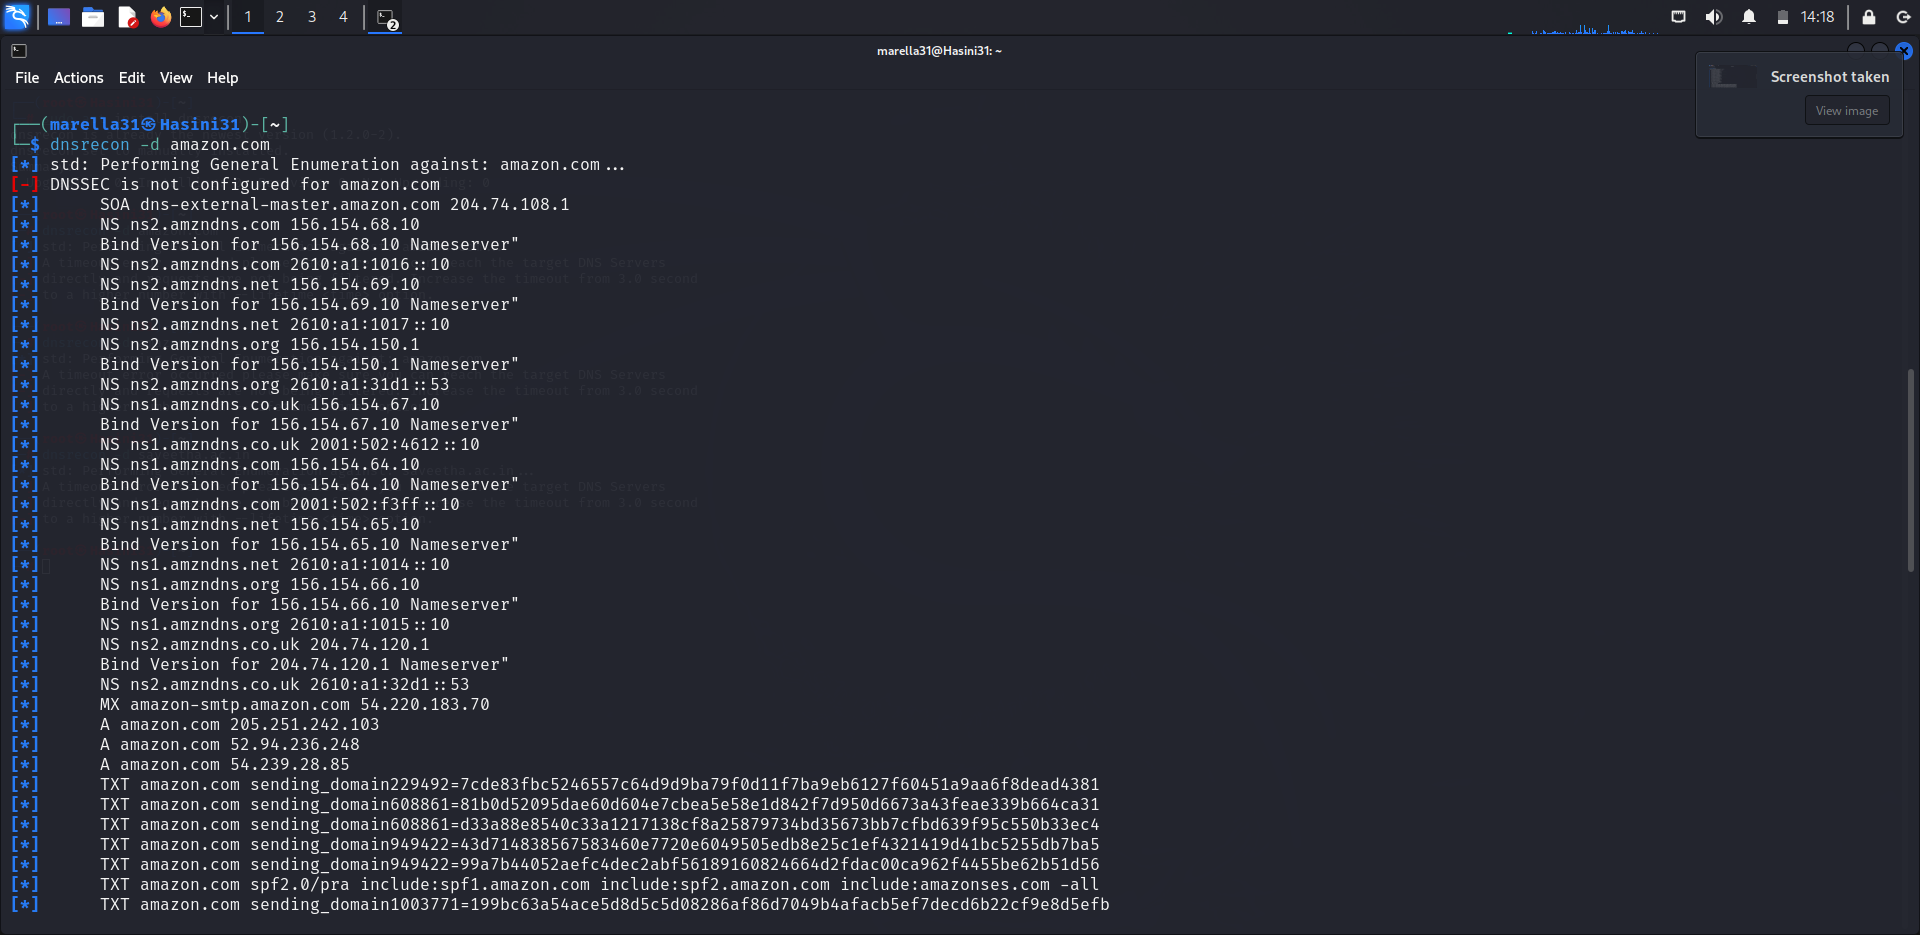 1 2 3 4 2 14:18
marella31@Hasini31: ~
File Actions Edit View Help
Screenshot taken
View image
┌──(marella31㉿Hasini31)-[~]
└─$ dnsrecon -d amazon.com
[*] std: Performing General Enumeration against: amazon.com...
[-] DNSSEC is not configured for amazon.com
[*] SOA dns-external-master.amazon.com 204.74.108.1
[*] NS ns2.amzndns.com 156.154.68.10
[*] Bind Version for 156.154.68.10 Nameserver"
[*] NS ns2.amzndns.com 2610:a1:1016::10
[*] NS ns2.amzndns.net 156.154.69.10
[*] Bind Version for 156.154.69.10 Nameserver"
[*] NS ns2.amzndns.net 2610:a1:1017::10
[*] NS ns2.amzndns.org 156.154.150.1
[*] Bind Version for 156.154.150.1 Nameserver"
[*] NS ns2.amzndns.org 2610:a1:31d1::53
[*] NS ns1.amzndns.co.uk 156.154.67.10
[*] Bind Version for 156.154.67.10 Nameserver"
[*] NS ns1.amzndns.co.uk 2001:502:4612::10
[*] NS ns1.amzndns.com 156.154.64.10
[*] Bind Version for 156.154.64.10 Nameserver"
[*] NS ns1.amzndns.com 2001:502:f3ff::10
[*] NS ns1.amzndns.net 156.154.65.10
[*] Bind Version for 156.154.65.10 Nameserver"
[*] NS ns1.amzndns.net 2610:a1:1014::10
[*] NS ns1.amzndns.org 156.154.66.10
[*] Bind Version for 156.154.66.10 Nameserver"
[*] NS ns1.amzndns.org 2610:a1:1015::10
[*] NS ns2.amzndns.co.uk 204.74.120.1
[*] Bind Version for 204.74.120.1 Nameserver"
[*] NS ns2.amzndns.co.uk 2610:a1:32d1::53
[*] MX amazon-smtp.amazon.com 54.220.183.70
[*] A amazon.com 205.251.242.103
[*] A amazon.com 52.94.236.248
[*] A amazon.com 54.239.28.85
[*] TXT amazon.com sending_domain229492=7cde83fbc5246557c64d9d9ba79f0d11f7ba9eb6127f60451a9aa6f8dead4381
[*] TXT amazon.com sending_domain608861=81b0d52095dae60d604e7cbea5e58e1d842f7d950d6673a43feae339b664ca31
[*] TXT amazon.com sending_domain608861=d33a88e8540c33a1217138cf8a25879734bd35673bb7cfbd639f95c550b33ec4
[*] TXT amazon.com sending_domain949422=43d714838567583460e7720e6049505edb8e25c1ef4321419d41bc5255db7ba5
[*] TXT amazon.com sending_domain949422=99a7b44052aefc4dec2abf56189160824664d2fdac00ca962f4455be62b51d56
[*] TXT amazon.com spf2.0/pra include:spf1.amazon.com include:spf2.amazon.com include:amazonses.com -all
[*] TXT amazon.com sending_domain1003771=199bc63a54ace5d8d5c5d08286af86d7049b4afacb5ef7decd6b22cf9e8d5efb